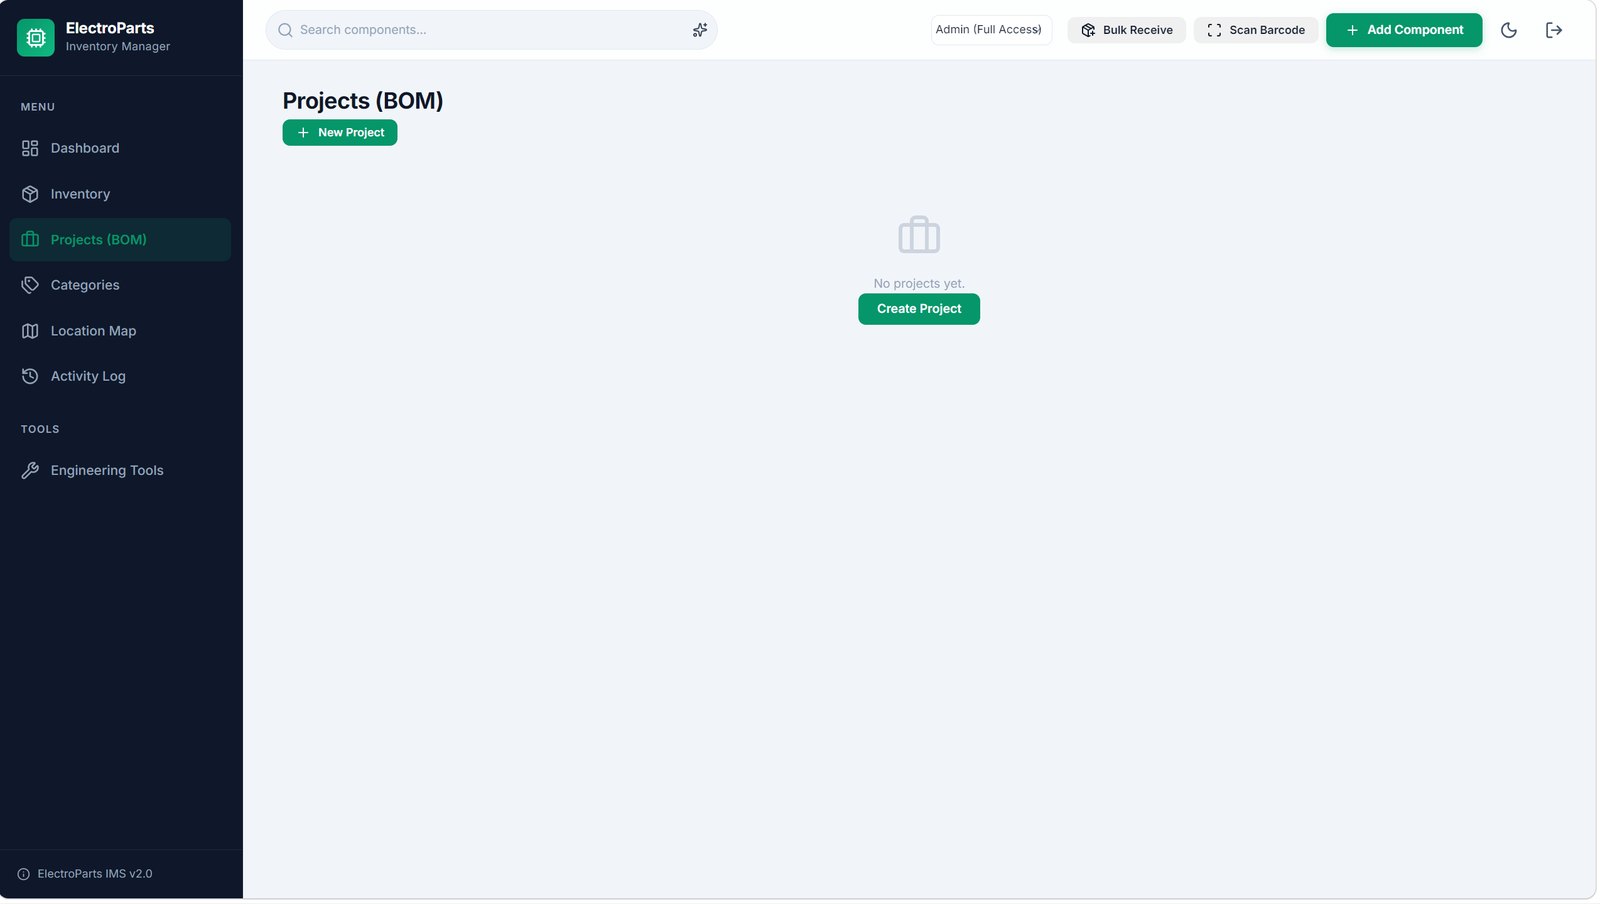 ElectroParts
Inventory Manager
MENU
Dashboard
Inventory
Projects (BOM)
Categories
Location Map
Activity Log
TOOLS
Engineering Tools
ElectroParts IMS v2.0
Search components...
Admin (Full Access)
Bulk Receive
Scan Barcode
Add Component
Projects (BOM)
New Project
No projects yet.
Create Project